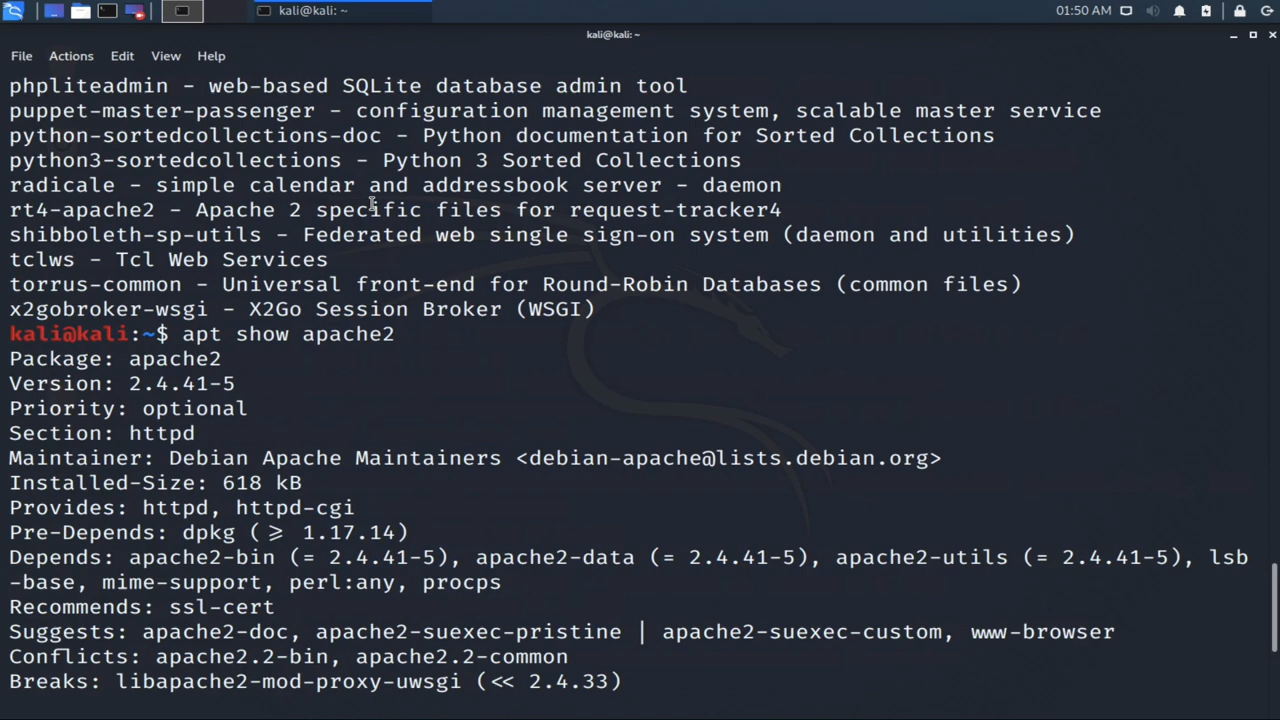 kali@kali: ~
01:50 AM
kali@kali: ~
File Actions Edit View Help
phpliteadmin - web-based SQLite database admin tool
puppet-master-passenger - configuration management system, scalable master service
python-sortedcollections-doc - Python documentation for Sorted Collections
python3-sortedcollections - Python 3 Sorted Collections
radicale - simple calendar and addressbook server - daemon
rt4-apache2 - Apache 2 specific files for request-tracker4
shibboleth-sp-utils - Federated web single sign-on system (daemon and utilities)
tclws - Tcl Web Services
torrus-common - Universal front-end for Round-Robin Databases (common files)
x2gobroker-wsgi - X2Go Session Broker (WSGI)
kali@kali:~$ apt show apache2
Package: apache2
Version: 2.4.41-5
Priority: optional
Section: httpd
Maintainer: Debian Apache Maintainers <debian-apache@lists.debian.org>
Installed-Size: 618 kB
Provides: httpd, httpd-cgi
Pre-Depends: dpkg (≥ 1.17.14)
Depends: apache2-bin (= 2.4.41-5), apache2-data (= 2.4.41-5), apache2-utils (= 2.4.41-5), lsb
-base, mime-support, perl:any, procps
Recommends: ssl-cert
Suggests: apache2-doc, apache2-suexec-pristine | apache2-suexec-custom, www-browser
Conflicts: apache2.2-bin, apache2.2-common
Breaks: libapache2-mod-proxy-uwsgi (<< 2.4.33)